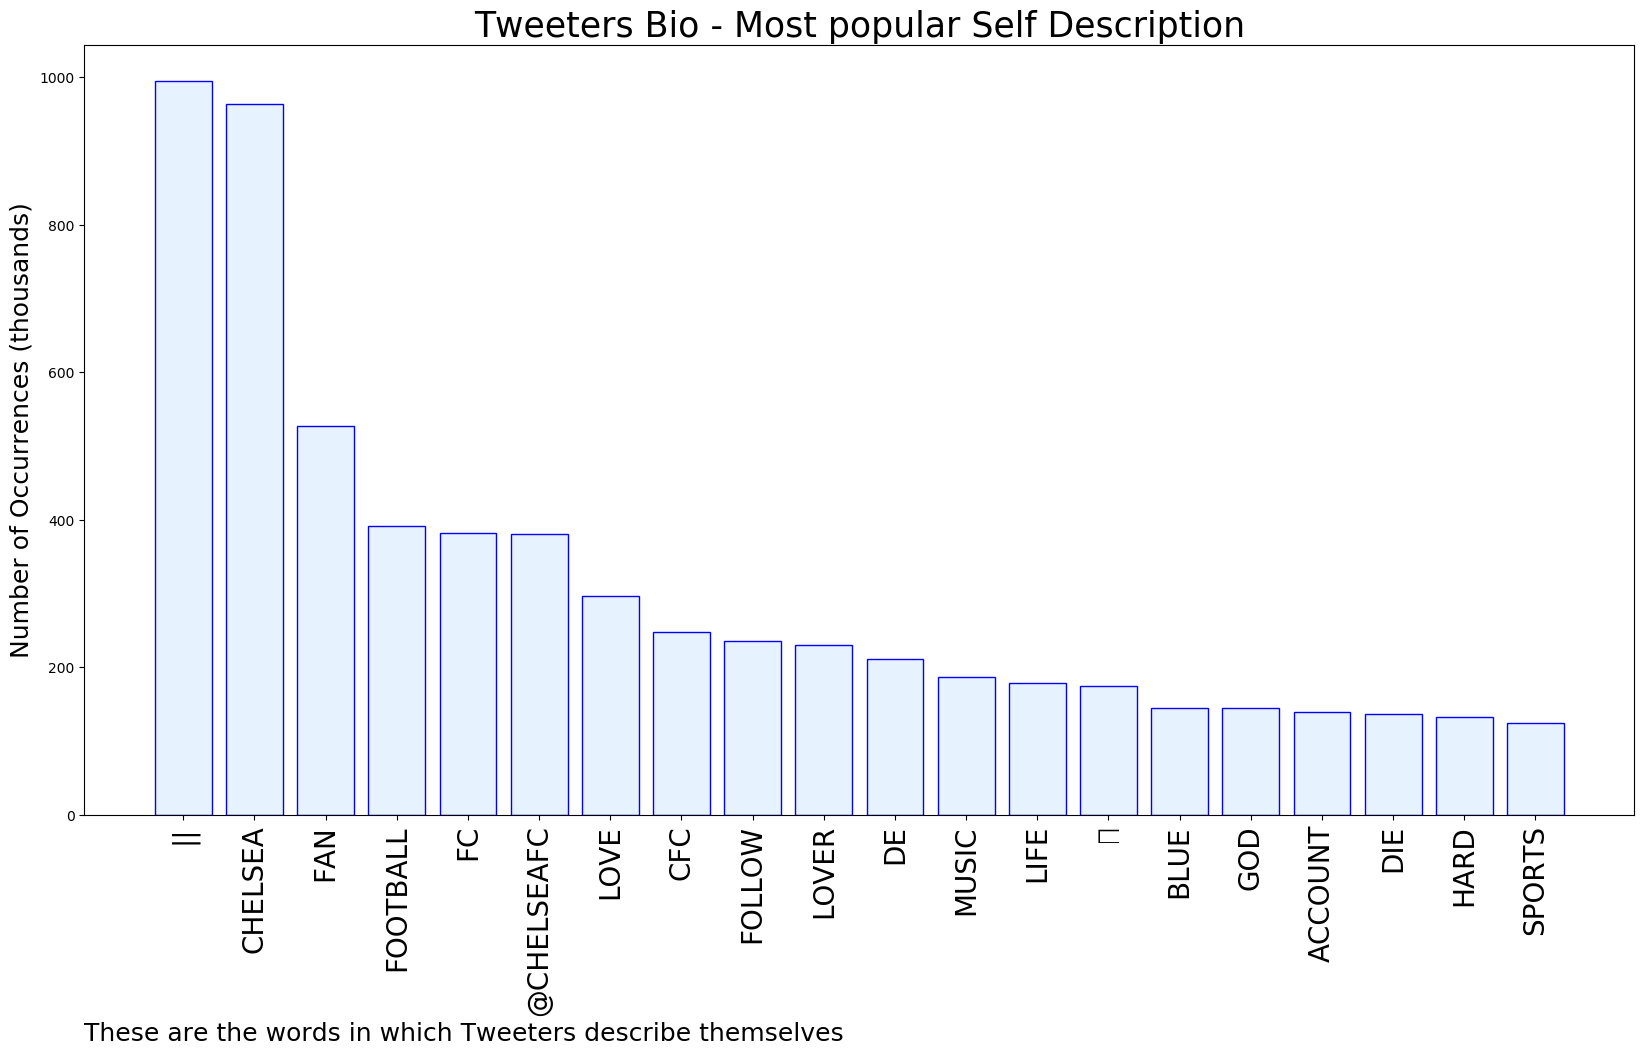 Tweeters Bio - Most popular Self Description
Number of Occurrences (thousands)
1000
800
600
400
200
0
||
CHELSEA
FAN
FOOTBALL
FC
@CHELSEAFC
LOVE
CFC
FOLLOW
LOVER
DE
MUSIC
LIFE
BLUE
GOD
ACCOUNT
DIE
HARD
SPORTS
These are the words in which Tweeters describe themselves